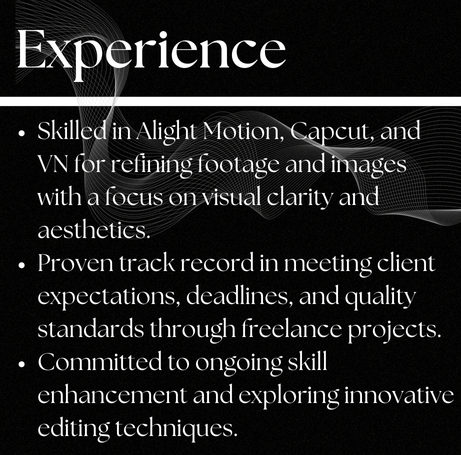 Experience
• Skilled in Alight Motion, Capcut, and
VN for refining footage and images
with a focus on visual clarity and
aesthetics.
• Proven track record in meeting client
expectations, deadlines, and quality
standards through freelance projects.
• Committed to ongoing skill
enhancement and exploring innovative
editing techniques.